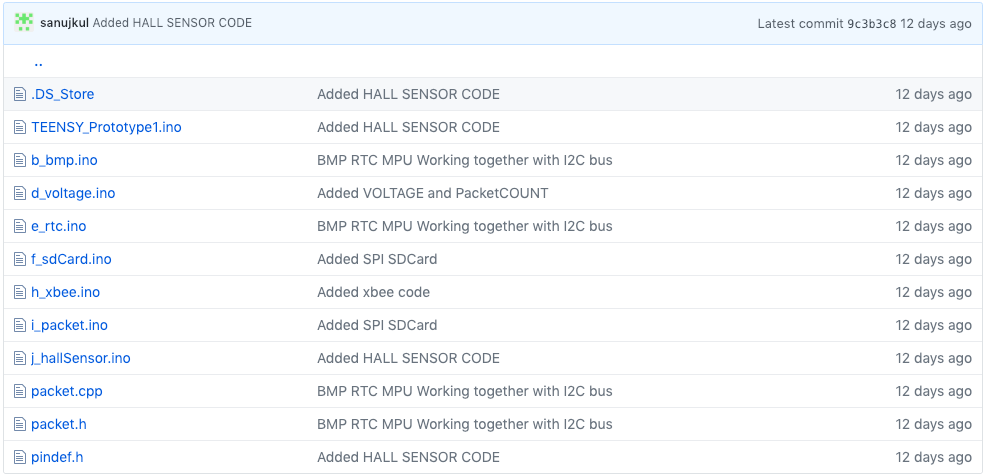 sanujkul Added HALL SENSOR CODE Latest commit 9c3b3c8 12 days ago
..
.DS_Store Added HALL SENSOR CODE 12 days ago
TEENSY_Prototype1.ino Added HALL SENSOR CODE 12 days ago
b_bmp.ino BMP RTC MPU Working together with I2C bus 12 days ago
d_voltage.ino Added VOLTAGE and PacketCOUNT 12 days ago
e_rtc.ino BMP RTC MPU Working together with I2C bus 12 days ago
f_sdCard.ino Added SPI SDCard 12 days ago
h_xbee.ino Added xbee code 12 days ago
i_packet.ino Added SPI SDCard 12 days ago
j_hallSensor.ino Added HALL SENSOR CODE 12 days ago
packet.cpp BMP RTC MPU Working together with I2C bus 12 days ago
packet.h BMP RTC MPU Working together with I2C bus 12 days ago
pindef.h Added HALL SENSOR CODE 12 days ago